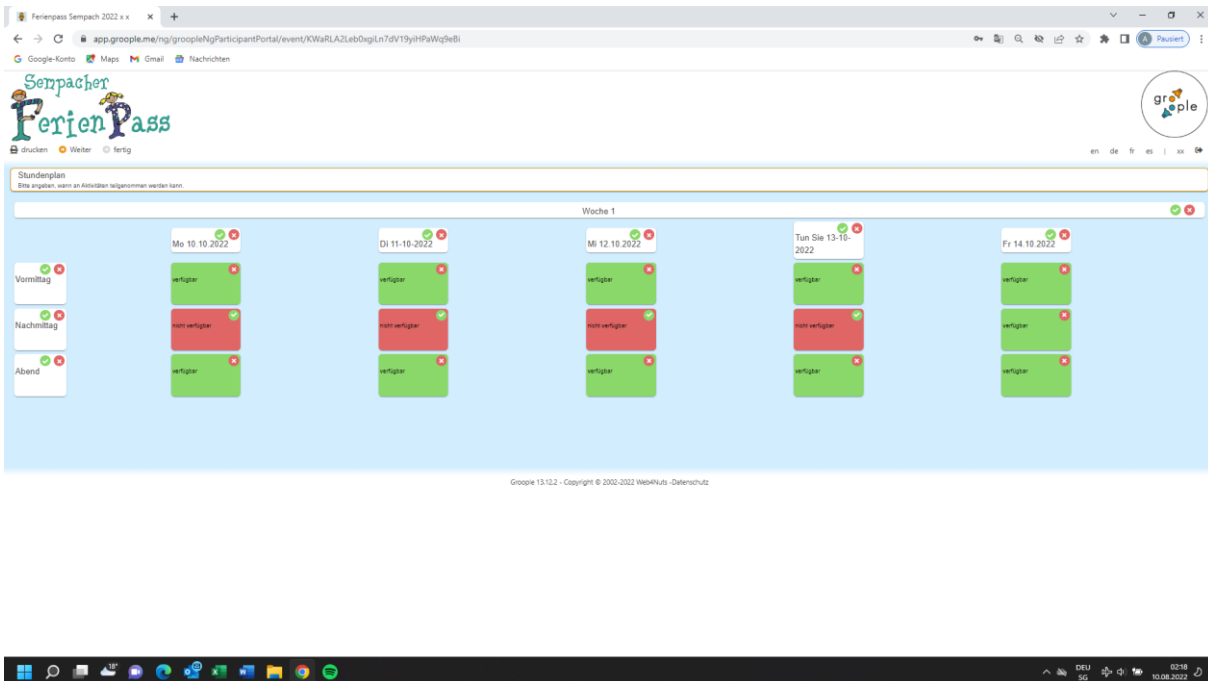 Ferienpass Sempach 2022 x x
app.groople.me/ng/groopleNgParticipantPortal/event/KWaRLA2Leb0xgiLn7dV19yiHPaWq9eBi
A Pausiert
Google-Konto Maps Gmail Nachrichten
Sempacher
FerienPass
groople
drucken Weiter fertig
en de fr es | xx
Stundenplan
Bitte angeben, wann an Aktivitäten teilgenommen werden kann.
Woche 1
Mo 10.10.2022 Di 11-10-2022 Mi 12.10.2022 Tun Sie 13-10-2022 Fr 14.10.2022
Vormittag verfügbar verfügbar verfügbar verfügbar verfügbar
Nachmittag nicht verfügbar nicht verfügbar nicht verfügbar nicht verfügbar verfügbar
Abend verfügbar verfügbar verfügbar verfügbar verfügbar
Groople 13.12.2 - Copyright © 2002-2022 Web4Nuts -Datenschutz
18°
DEU
SG
02:18
10.08.2022